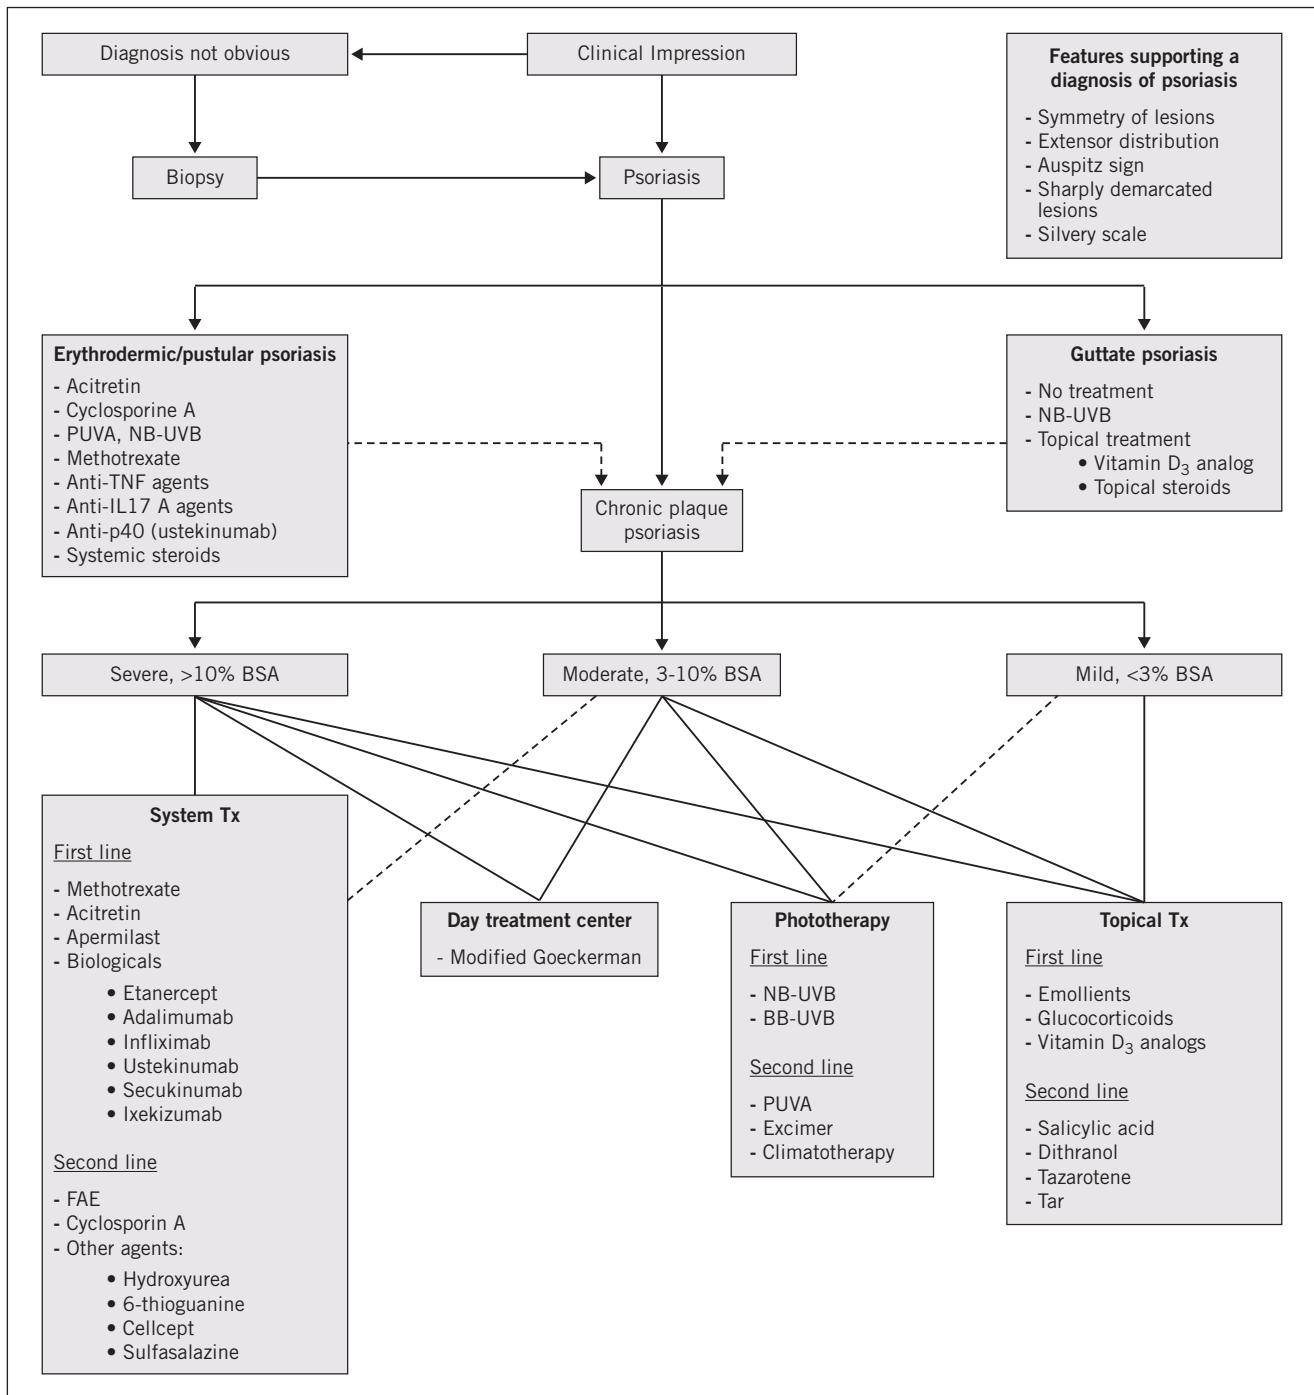 Diagnosis not obvious
Clinical Impression
Features supporting a
diagnosis of psoriasis
- Symmetry of lesions
- Extensor distribution
- Auspitz sign
- Sharply demarcated
lesions
- Silvery scale
Biopsy
Psoriasis
Erythrodermic/pustular psoriasis
- Acitretin
- Cyclosporine A
- PUVA, NB-UVB
- Methotrexate
- Anti-TNF agents
- Anti-IL17 A agents
- Anti-p40 (ustekinumab)
- Systemic steroids
Guttate psoriasis
- No treatment
- NB-UVB
- Topical treatment
• Vitamin D3 analog
• Topical steroids
Chronic plaque
psoriasis
Severe, >10% BSA
Moderate, 3-10% BSA
Mild, <3% BSA
System Tx
First line
- Methotrexate
- Acitretin
- Apermilast
- Biologicals
• Etanercept
• Adalimumab
• Infliximab
• Ustekinumab
• Secukinumab
• Ixekizumab
Second line
- FAE
- Cyclosporin A
- Other agents:
• Hydroxyurea
• 6-thioguanine
• Cellcept
• Sulfasalazine
Day treatment center
- Modified Goeckerman
Phototherapy
First line
- NB-UVB
- BB-UVB
Second line
- PUVA
- Excimer
- Climatotherapy
Topical Tx
First line
- Emollients
- Glucocorticoids
- Vitamin D3 analogs
Second line
- Salicylic acid
- Dithranol
- Tazarotene
- Tar